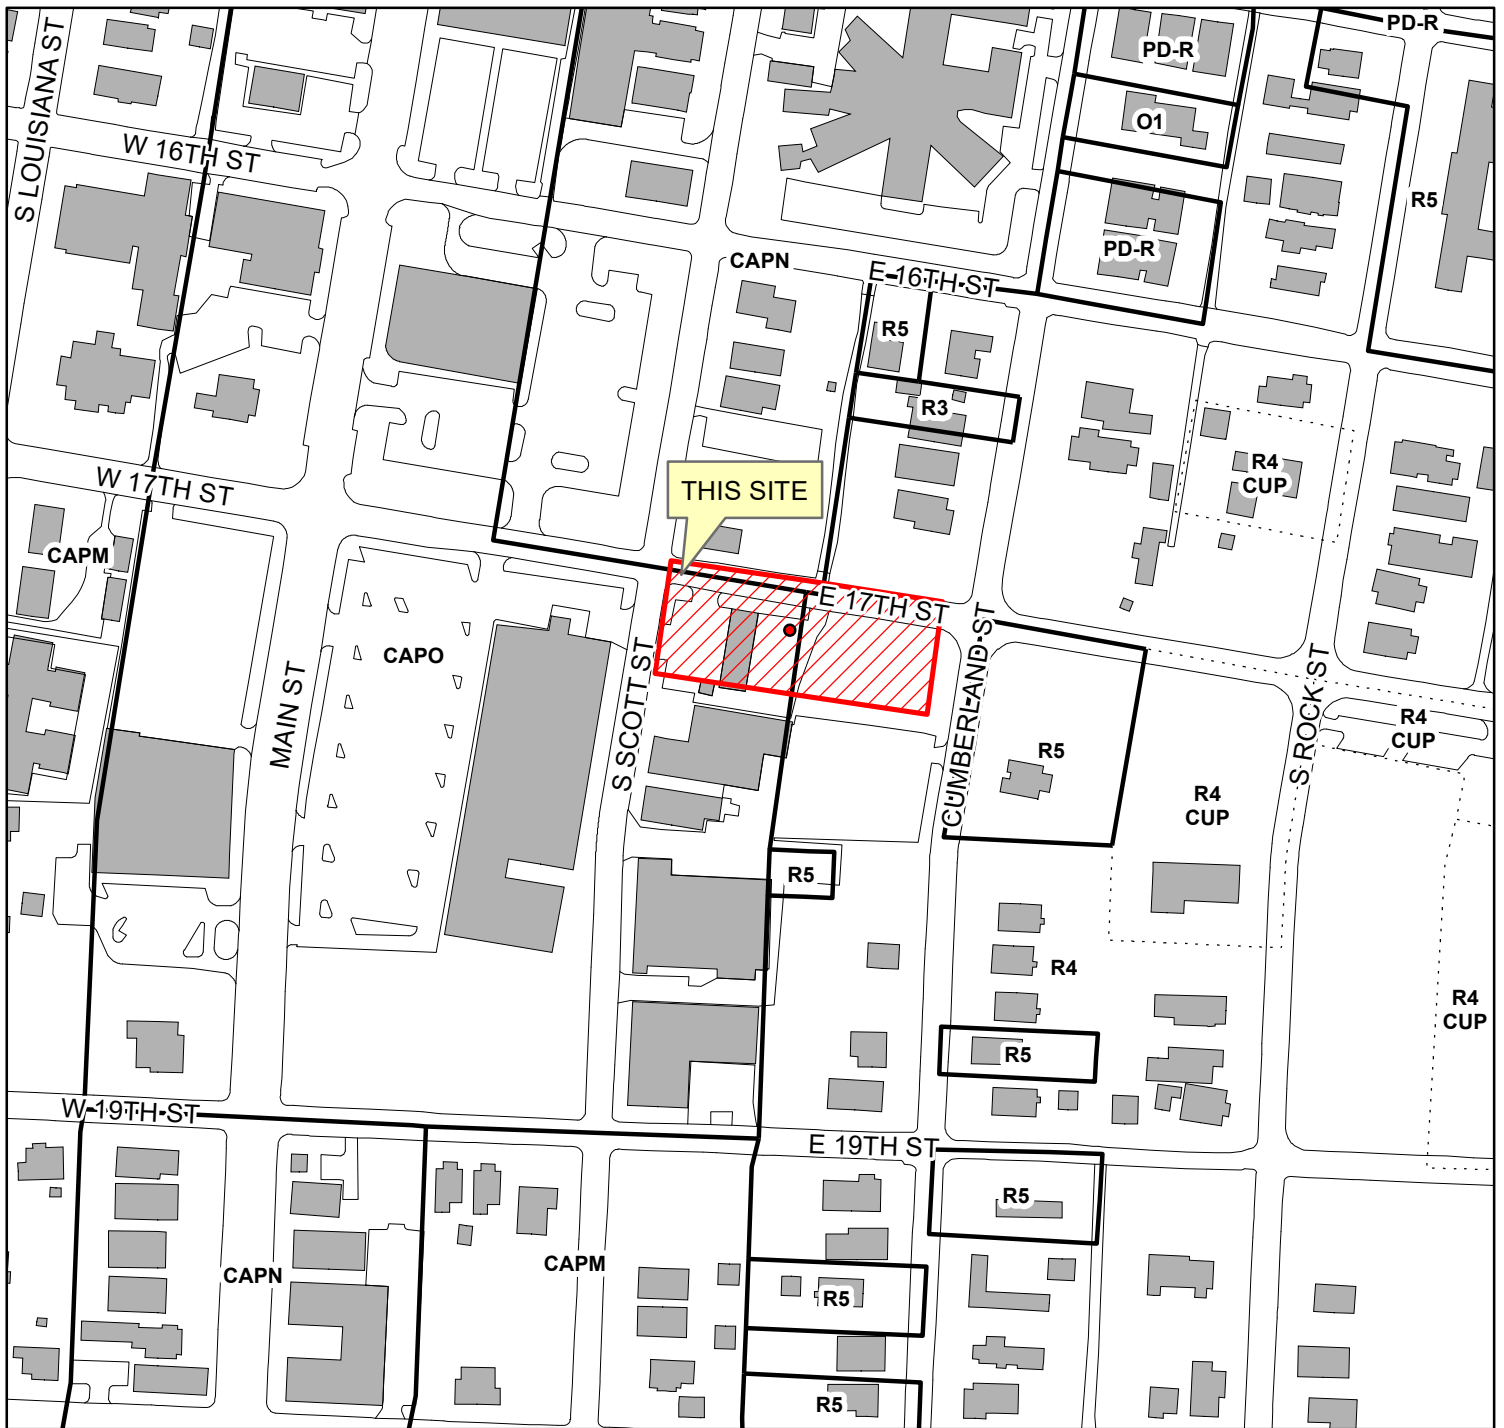 PD-R
PD-R
S LOUISIANA ST
O1
W 16TH ST
R5
PD-R
CAPN
E 16TH ST
R5
R3
R4
CUP
W 17TH ST
THIS SITE
CAPM
E 17TH ST
CAPO
MAIN ST
S SCOTT ST
CUMBERLAND ST
S ROCK ST
R4
CUP
R5
R4
CUP
R5
R4
R4
CUP
R5
W 19TH ST
E 19TH ST
R5
CAPM
CAPN
R5
R5